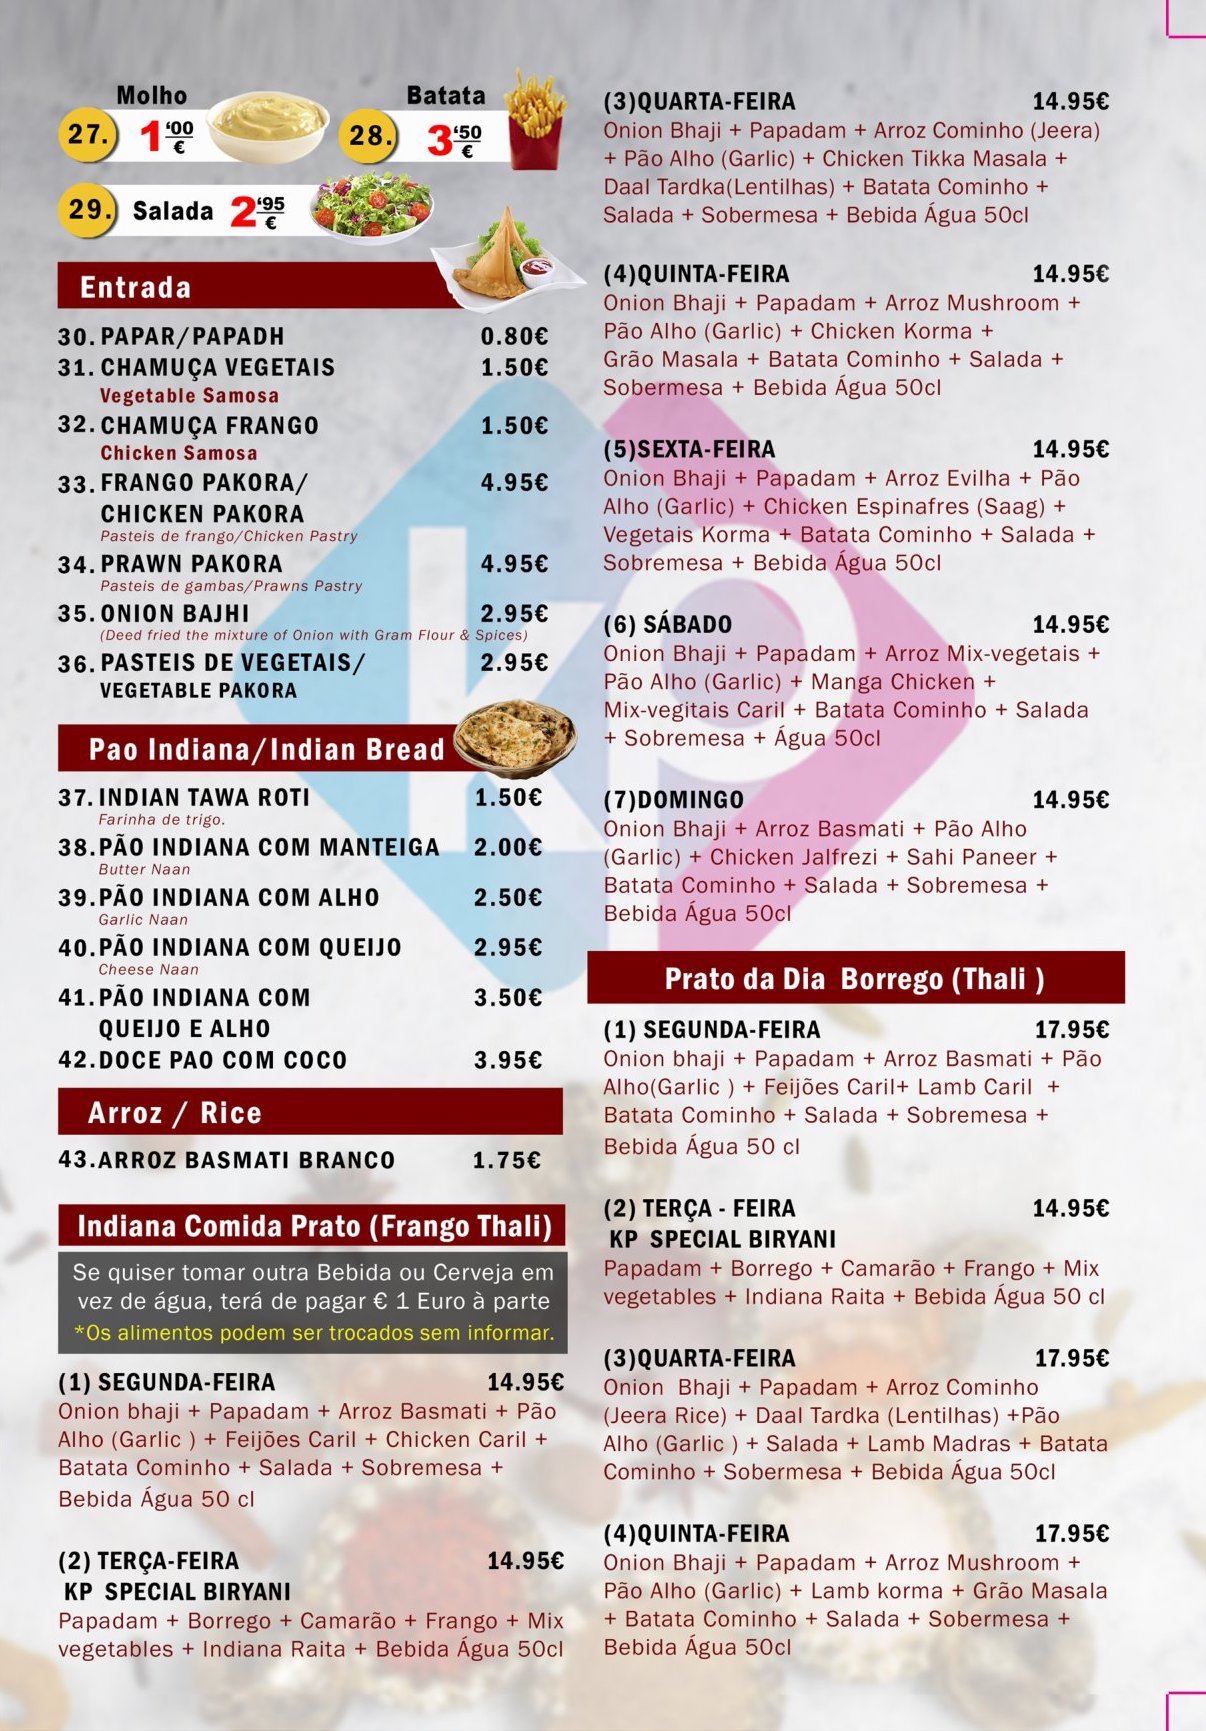 Molho
27. 1'00 €
Batata
28. 3'50 €
29. Salada 2'95 €
Entrada
30. PAPAR/PAPADH 0.80€
31. CHAMUÇA VEGETAIS 1.50€
Vegetable Samosa
32. CHAMUÇA FRANGO 1.50€
Chicken Samosa
33. FRANGO PAKORA/ 4.95€
CHICKEN PAKORA
Pasteis de frango/Chicken Pastry
34. PRAWN PAKORA 4.95€
Pasteis de gambas/Prawns Pastry
35. ONION BAJHI 2.95€
(Deed fried the mixture of Onion with Gram Flour & Spices)
36. PASTEIS DE VEGETAIS/ 2.95€
VEGETABLE PAKORA
Pao Indiana/Indian Bread
37. INDIAN TAWA ROTI 1.50€
Farinha de trigo.
38. PÃO INDIANA COM MANTEIGA 2.00€
Butter Naan
39. PÃO INDIANA COM ALHO 2.50€
Garlic Naan
40. PÃO INDIANA COM QUEIJO 2.95€
Cheese Naan
41. PÃO INDIANA COM 3.50€
QUEIJO E ALHO
42. DOCE PAO COM COCO 3.95€
Arroz / Rice
43. ARROZ BASMATI BRANCO 1.75€
Indiana Comida Prato (Frango Thali)
Se quiser tomar outra Bebida ou Cerveja em
vez de água, terá de pagar € 1 Euro à parte
*Os alimentos podem ser trocados sem informar.
(1) SEGUNDA-FEIRA 14.95€
Onion bhaji + Papadam + Arroz Basmati + Pão
Alho (Garlic ) + Feijões Caril + Chicken Caril +
Batata Cominho + Salada + Sobremesa +
Bebida Água 50 cl
(2) TERÇA-FEIRA 14.95€
KP SPECIAL BIRYANI
Papadam + Borrego + Camarão + Frango + Mix
vegetables + Indiana Raita + Bebida Água 50cl
(3)QUARTA-FEIRA 14.95€
Onion Bhaji + Papadam + Arroz Cominho (Jeera)
+ Pão Alho (Garlic) + Chicken Tikka Masala +
Daal Tardka(Lentilhas) + Batata Cominho +
Salada + Sobermesa + Bebida Água 50cl
(4)QUINTA-FEIRA 14.95€
Onion Bhaji + Papadam + Arroz Mushroom +
Pão Alho (Garlic) + Chicken Korma +
Grão Masala + Batata Cominho + Salada +
Sobermesa + Bebida Água 50cl
(5)SEXTA-FEIRA 14.95€
Onion Bhaji + Papadam + Arroz Evilha + Pão
Alho (Garlic) + Chicken Espinafres (Saag) +
Vegetais Korma + Batata Cominho + Salada +
Sobremesa + Bebida Água 50cl
(6) SÁBADO 14.95€
Onion Bhaji + Papadam + Arroz Mix-vegetais +
Pão Alho (Garlic) + Manga Chicken +
Mix-vegitais Caril + Batata Cominho + Salada
+ Sobremesa + Água 50cl
(7)DOMINGO 14.95€
Onion Bhaji + Arroz Basmati + Pão Alho
(Garlic) + Chicken Jalfrezi + Sahi Paneer +
Batata Cominho + Salada + Sobremesa +
Bebida Água 50cl
kp
Prato da Dia Borrego (Thali )
(1) SEGUNDA-FEIRA 17.95€
Onion bhaji + Papadam + Arroz Basmati + Pão
Alho(Garlic ) + Feijões Caril+ Lamb Caril +
Batata Cominho + Salada + Sobremesa +
Bebida Água 50 cl
(2) TERÇA - FEIRA 14.95€
KP SPECIAL BIRYANI
Papadam + Borrego + Camarão + Frango + Mix
vegetables + Indiana Raita + Bebida Água 50 cl
(3)QUARTA-FEIRA 17.95€
Onion Bhaji + Papadam + Arroz Cominho
(Jeera Rice) + Daal Tardka (Lentilhas) +Pão
Alho (Garlic ) + Salada + Lamb Madras + Batata
Cominho + Sobermesa + Bebida Água 50cl
(4)QUINTA-FEIRA 17.95€
Onion Bhaji + Papadam + Arroz Mushroom +
Pão Alho (Garlic) + Lamb korma + Grão Masala
+ Batata Cominho + Salada + Sobermesa +
Bebida Água 50cl